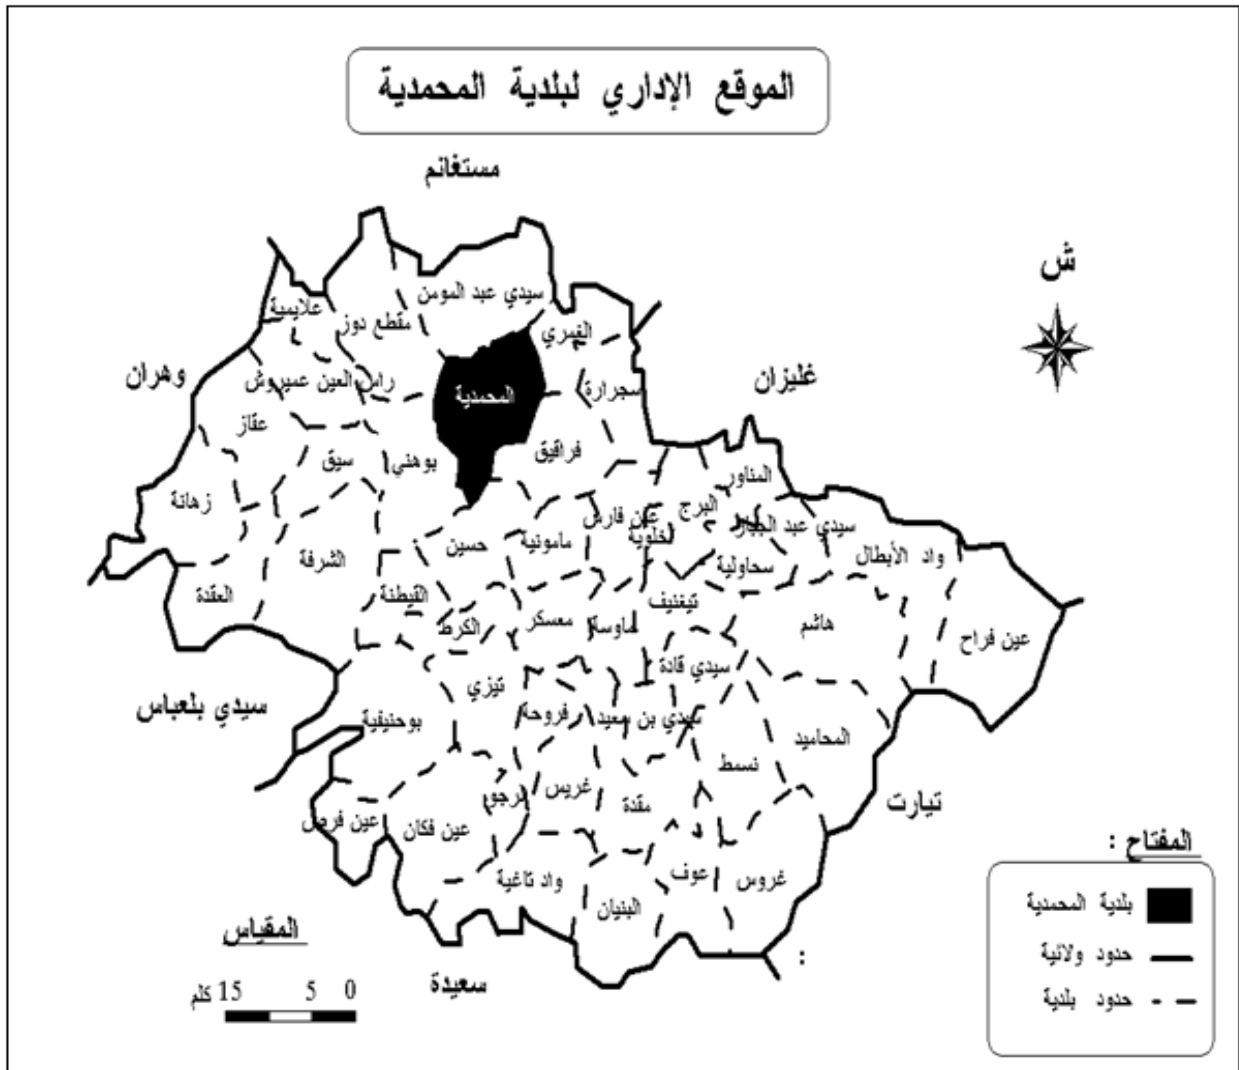 الموقع الإداري لبلدية المحمدية
مستغانم
ش
سيدي عبد المومن
علايمية
مقطع دوز
الغمري
وهران
غليزان
راس العين عميروش
المحمدية
سجرارة
عقاز
فراقيق
سيق
بوهني
المناور
زهانة
البرج
عين فارس
سيدي عبد الجبار
الخلوية
حسين
مامونية
واد الأبطال
الشرفة
سحاولية
العقدة
القيطنة
تيغنيف
الكرط
معسكر
ماوسة
هاشم
عين فراح
سيدي قادة
تيزي
سيدي بلعباس
بوحنيفية
فروحة
سيدي بن سعيد
المحاميد
نسمط
غريس
مقدة
تيارت
عين فرص
عين فكان
المفتاح :
واد تاغية
عوف
غروس
البنيان
بلدية المحمدية
المقياس
حدود ولائية
:
سعيدة
15 5 0 كلم
حدود بلدية